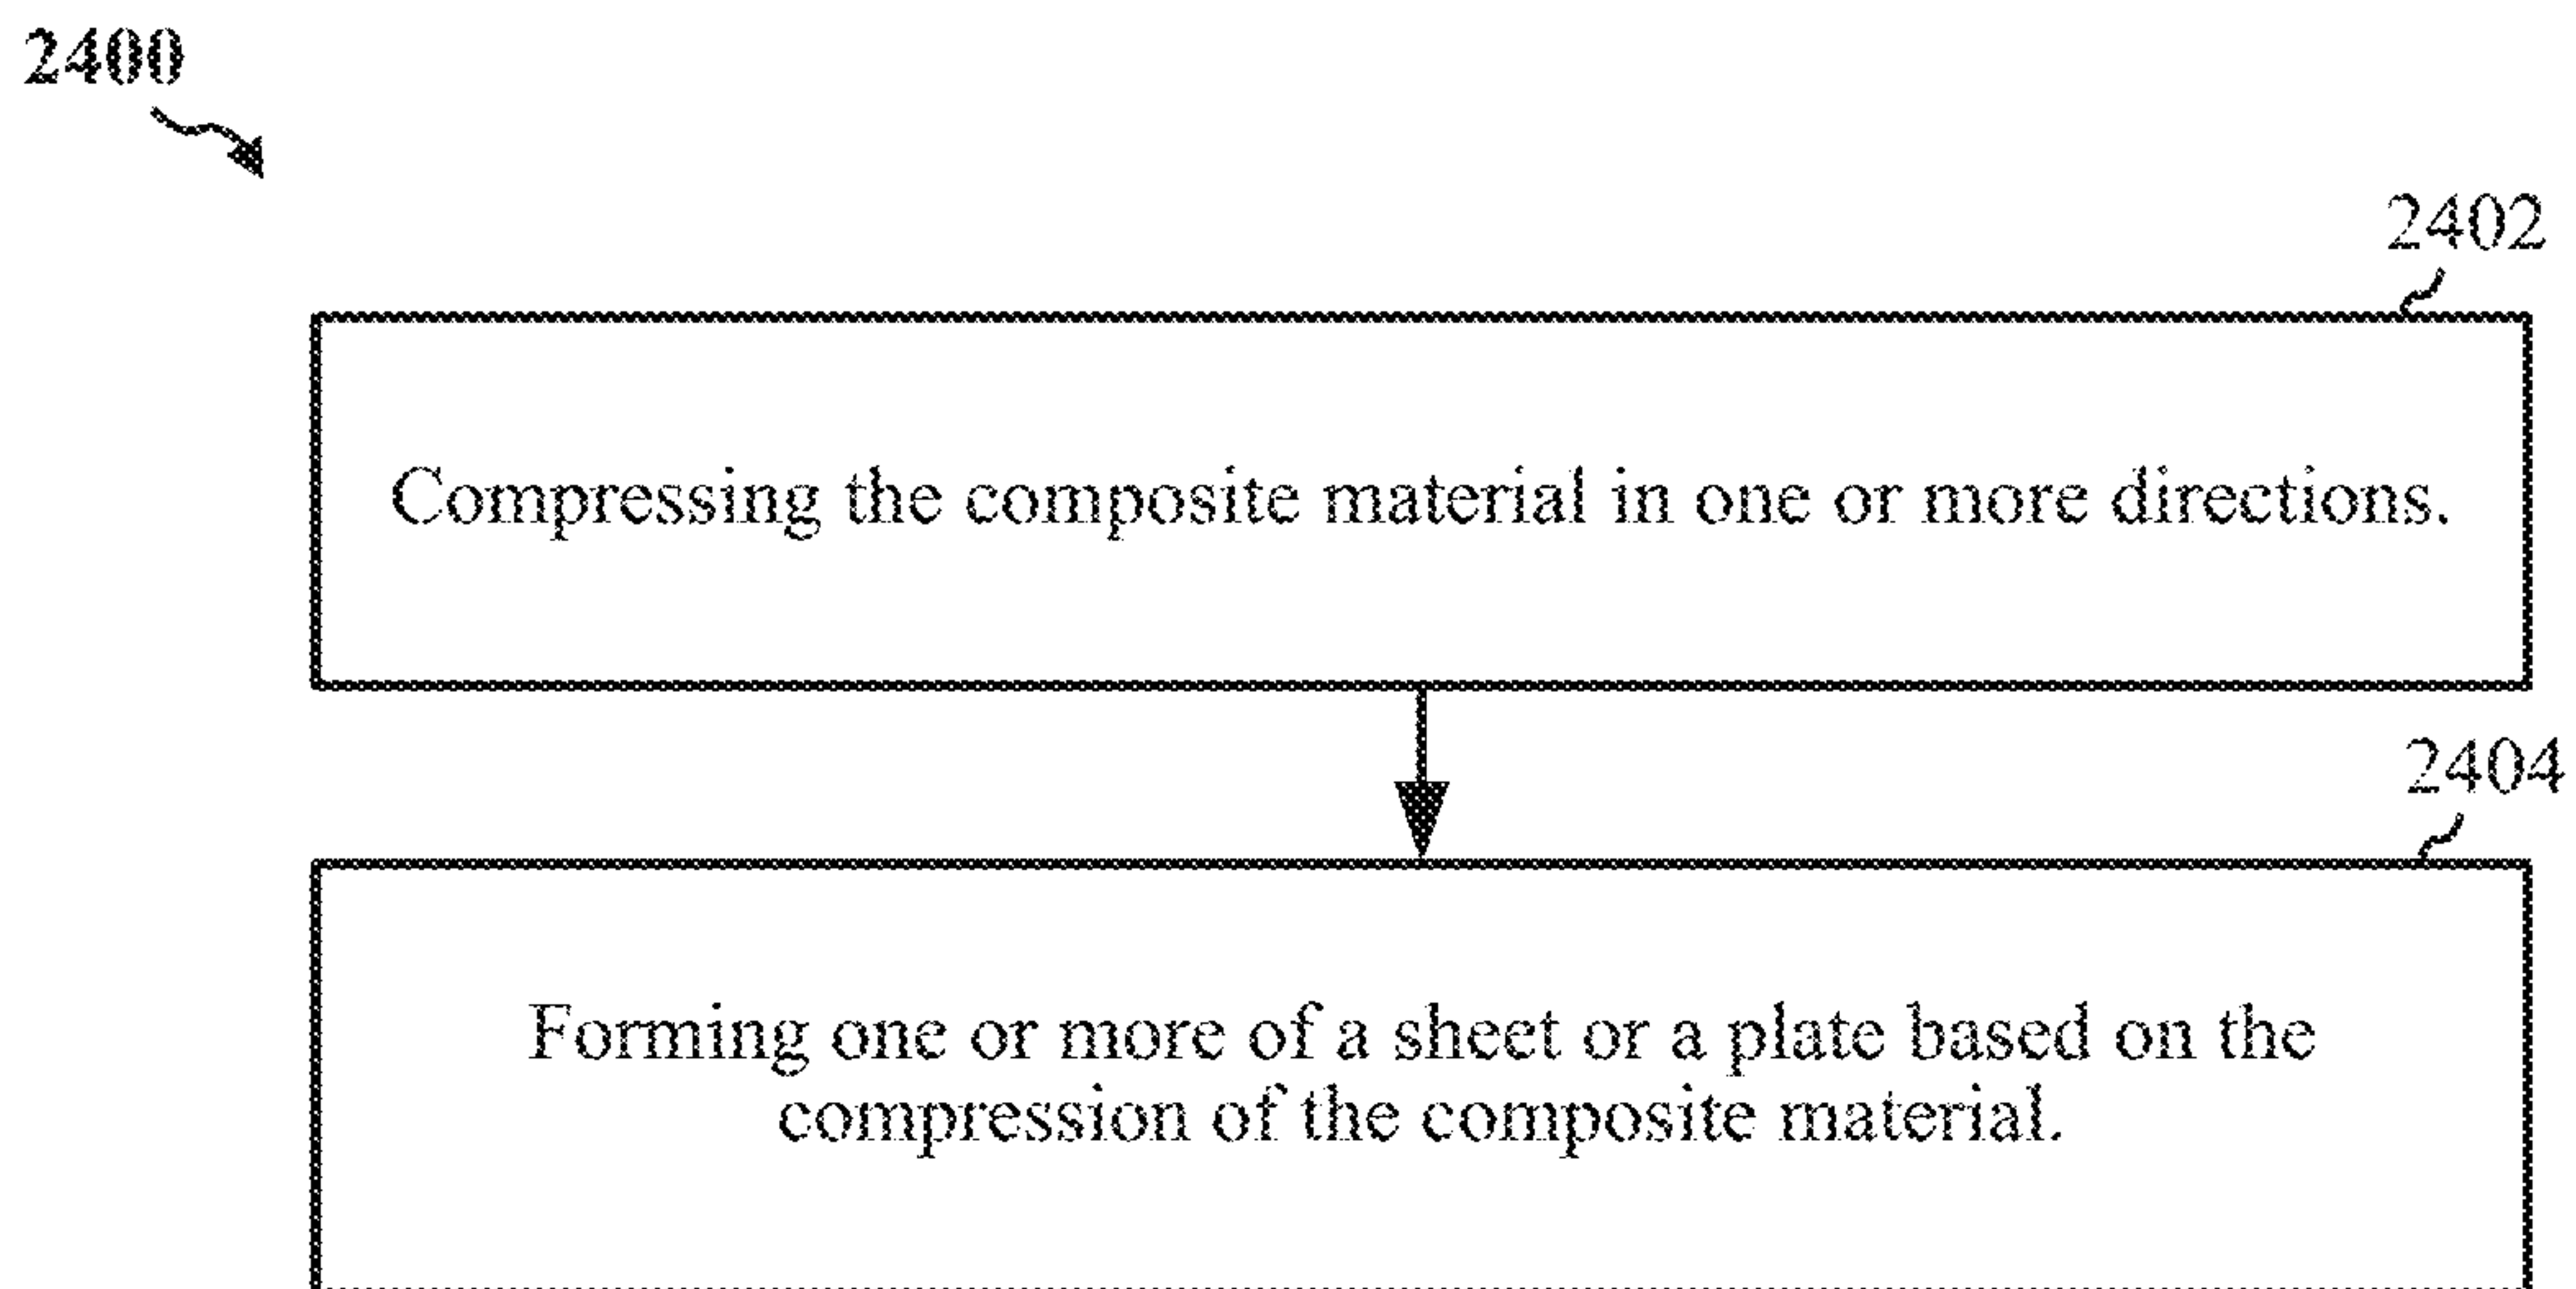 2400
2402
Compressing the composite material in one or more directions.
2404
Forming one or more of a sheet or a plate based on the
compression of the composite material.